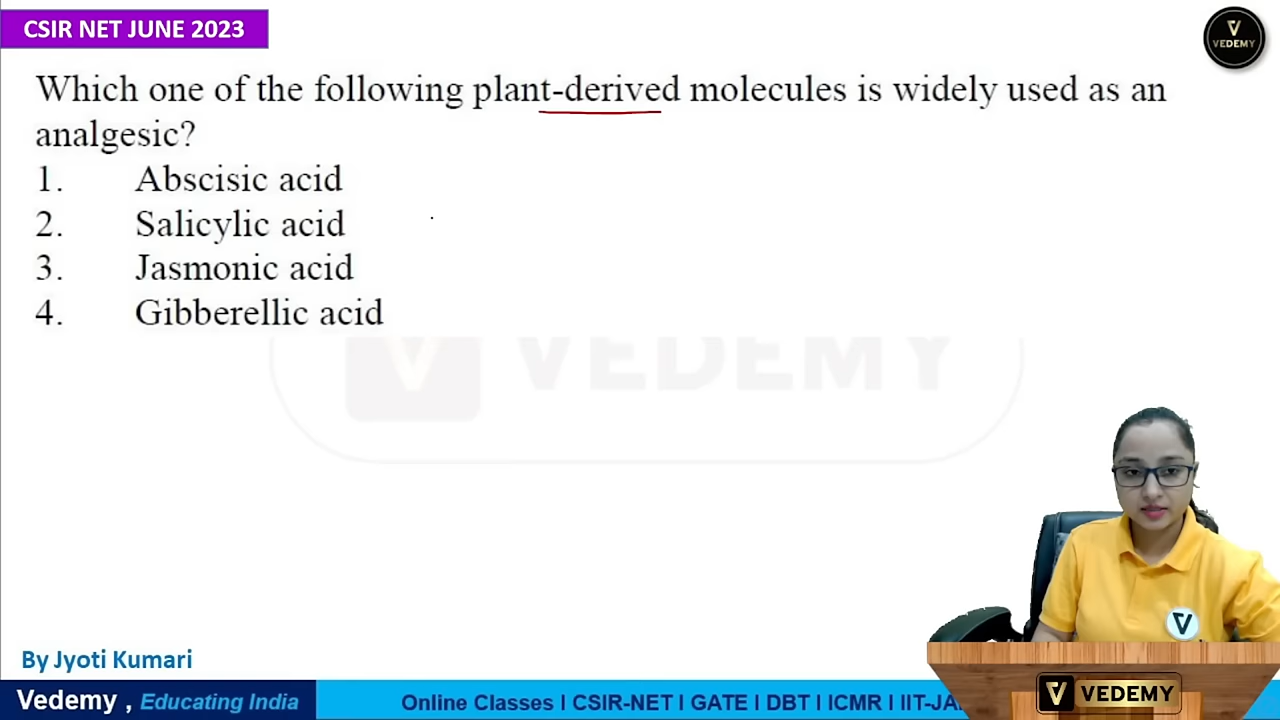 CSIR NET JUNE 2023
VEDEMY
Which one of the following plant-derived molecules is widely used as an
analgesic?
1. Abscisic acid
2. Salicylic acid
3. Jasmonic acid
4. Gibberellic acid
VEDEMY
By Jyoti Kumari
VEDEMY
Vedemy , Educating India
Online Classes I CSIR-NET I GATE I DBT I ICMR I IIT-JA